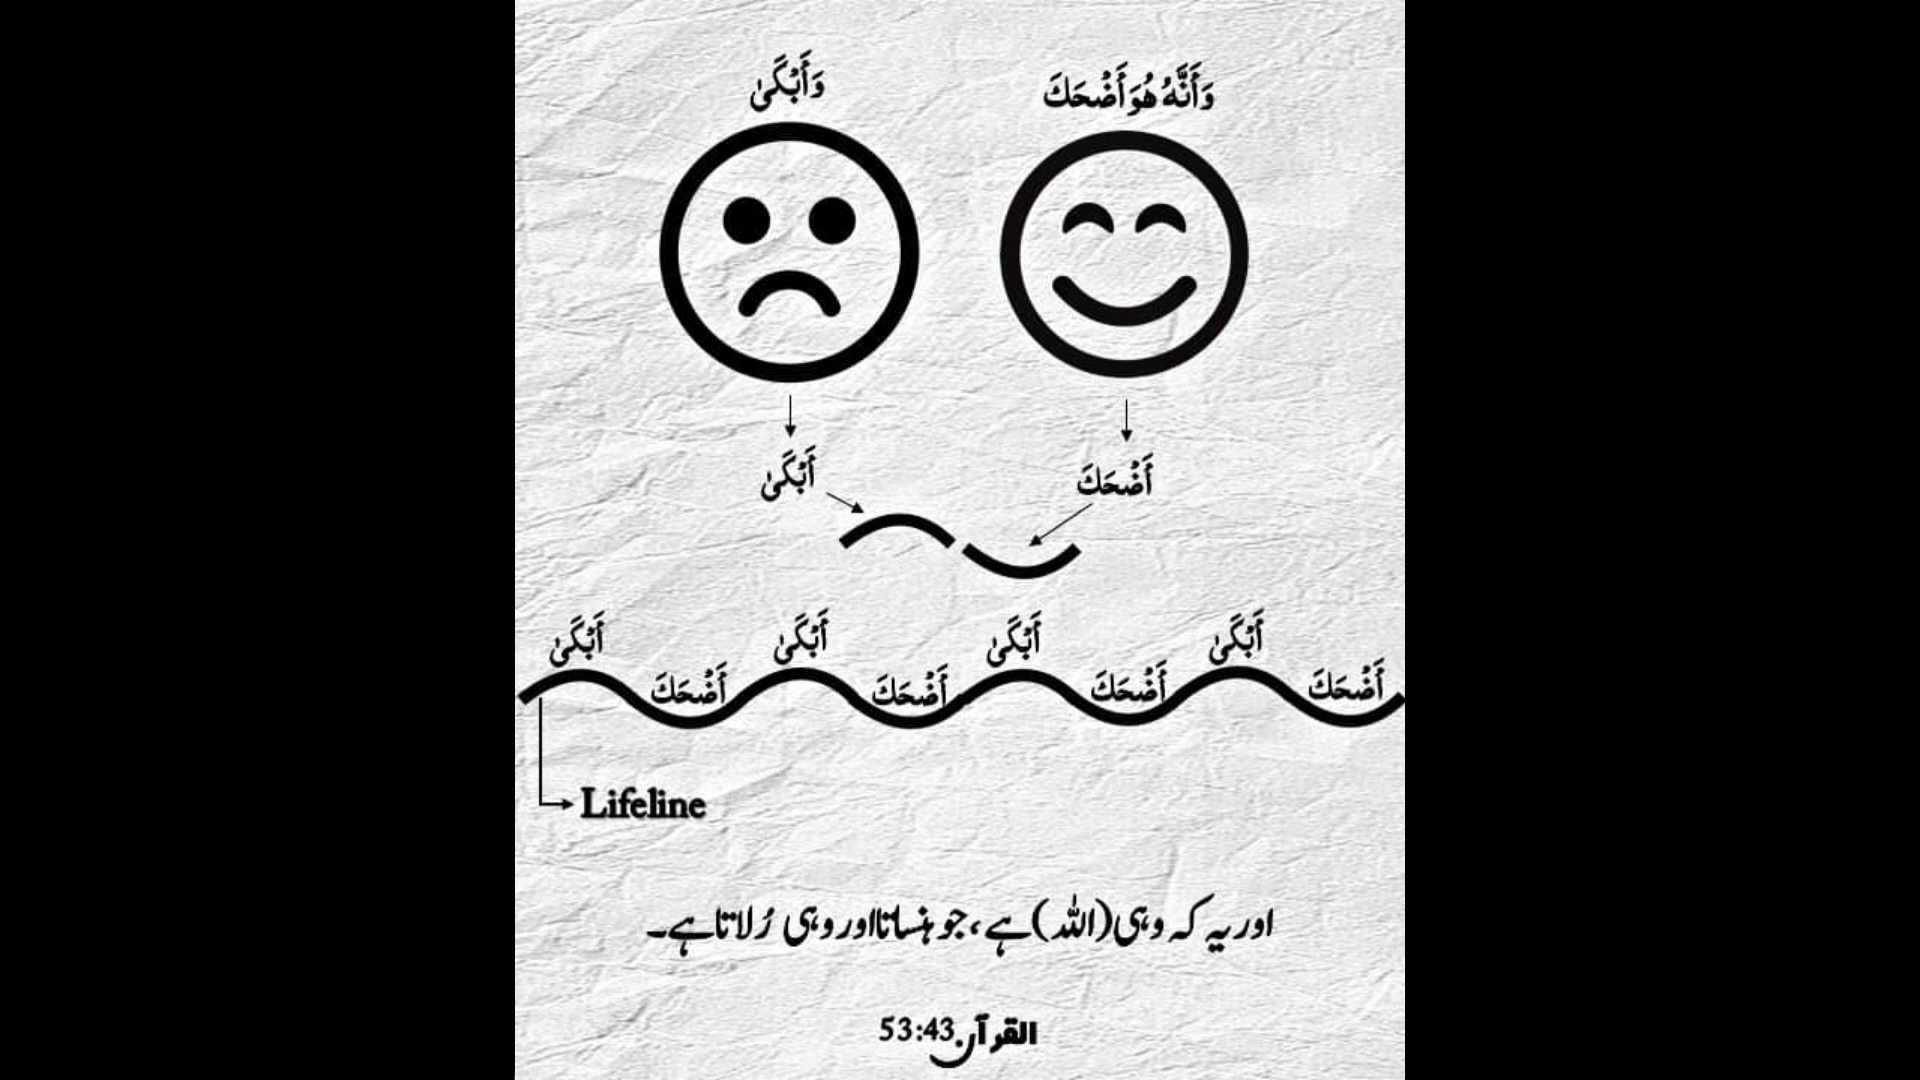 وَأَنَّهُ هُوَ أَضْحَكَ
وَأَبْكَىٰ
أَضْحَكَ
أَبْكَىٰ
أَبْكَىٰ
أَضْحَكَ
أَبْكَىٰ
أَضْحَكَ
أَبْكَىٰ
أَضْحَكَ
أَبْكَىٰ
أَضْحَكَ
Lifeline
اور یہ کہ وہی (اللہ) ہے، جو ہنساتا اور وہی رُلاتا ہے۔
القرآن 53:43